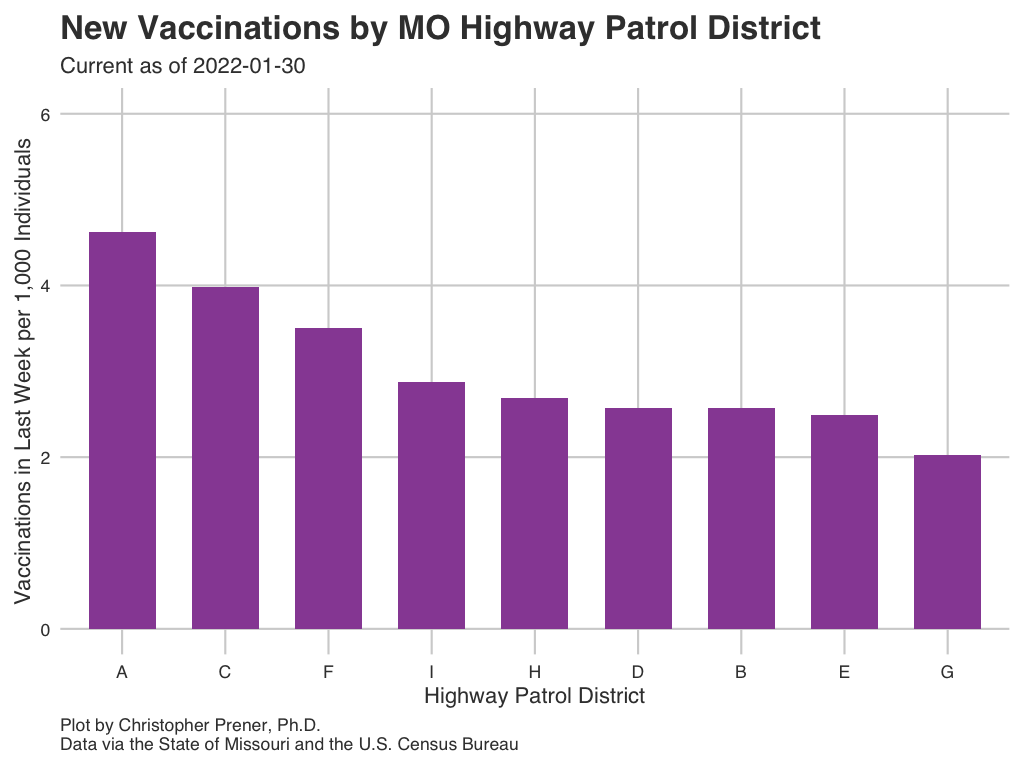 New Vaccinations by MO Highway Patrol District
Current as of 2022-01-30
Vaccinations in Last Week per 1,000 Individuals
6
4
2
0
A C F I H D B E G
Highway Patrol District
Plot by Christopher Prener, Ph.D.
Data via the State of Missouri and the U.S. Census Bureau